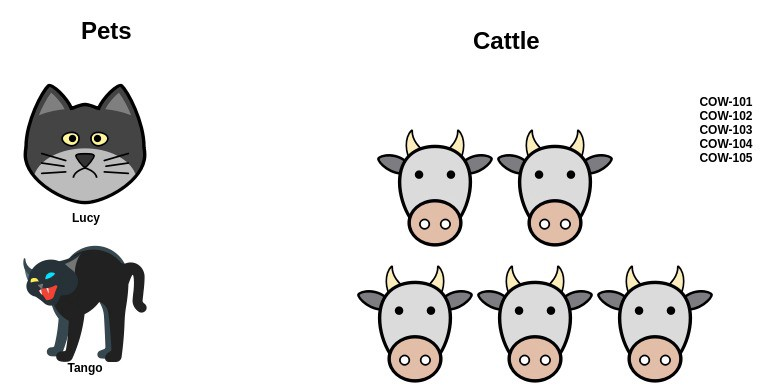 Pets
Cattle
Lucy
Tango
COW-101
COW-102
COW-103
COW-104
COW-105